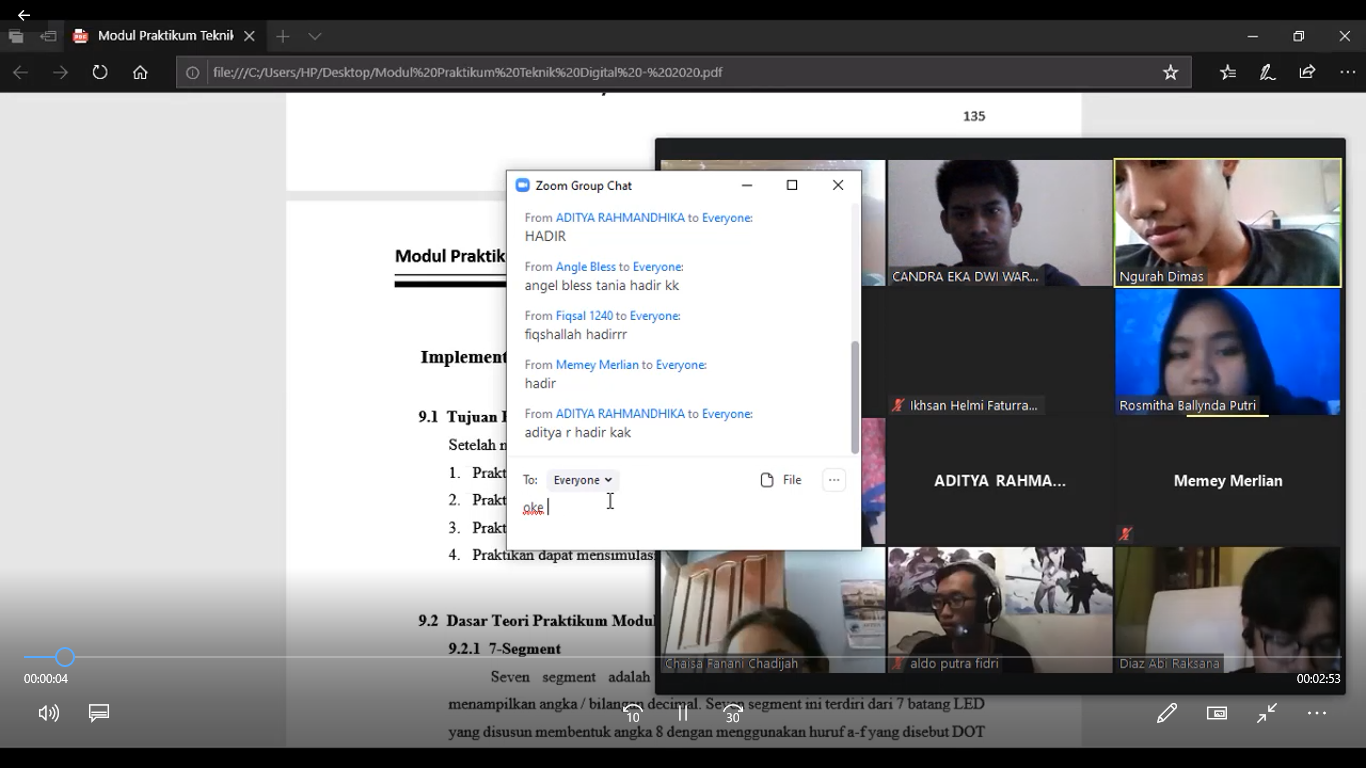 Modul Praktikum Teknik
file:///C:/Users/HP/Desktop/Modul%20Praktikum%20Teknik%20Digital%20-%202020.pdf
135
Modul Praktik
Implement
9.1 Tujuan
Setelah
1. Prakt
2. Prakt
3. Prakt
4. Praktikan dapat mensimulas
9.2 Dasar Teori Praktikum Modul
9.2.1 7-Segment
Seven segment adalah
menampilkan angka / bilangan decimal. Seven segment ini terdiri dari 7 batang LED
yang disusun membentuk angka 8 dengan menggunakan huruf a-f yang disebut DOT
Zoom Group Chat
From ADITYA RAHMANDHIKA to Everyone:
HADIR
From Angle Bless to Everyone:
angel bless tania hadir kk
From Fiqsal 1240 to Everyone:
fiqshallah hadirrr
From Memey Merlian to Everyone:
hadir
From ADITYA RAHMANDHIKA to Everyone:
aditya r hadir kak
To: Everyone File ...
oke
CANDRA EKA DWI WAR...
Ngurah Dimas
Ikhsan Helmi Faturra...
Rosmitha Ballynda Putri
ADITYA RAHMA...
Memey Merlian
Chaisa Fanani Chadijah
aldo putra fidri
Diaz Abi Raksana
00:00:04
00:02:53
10
30